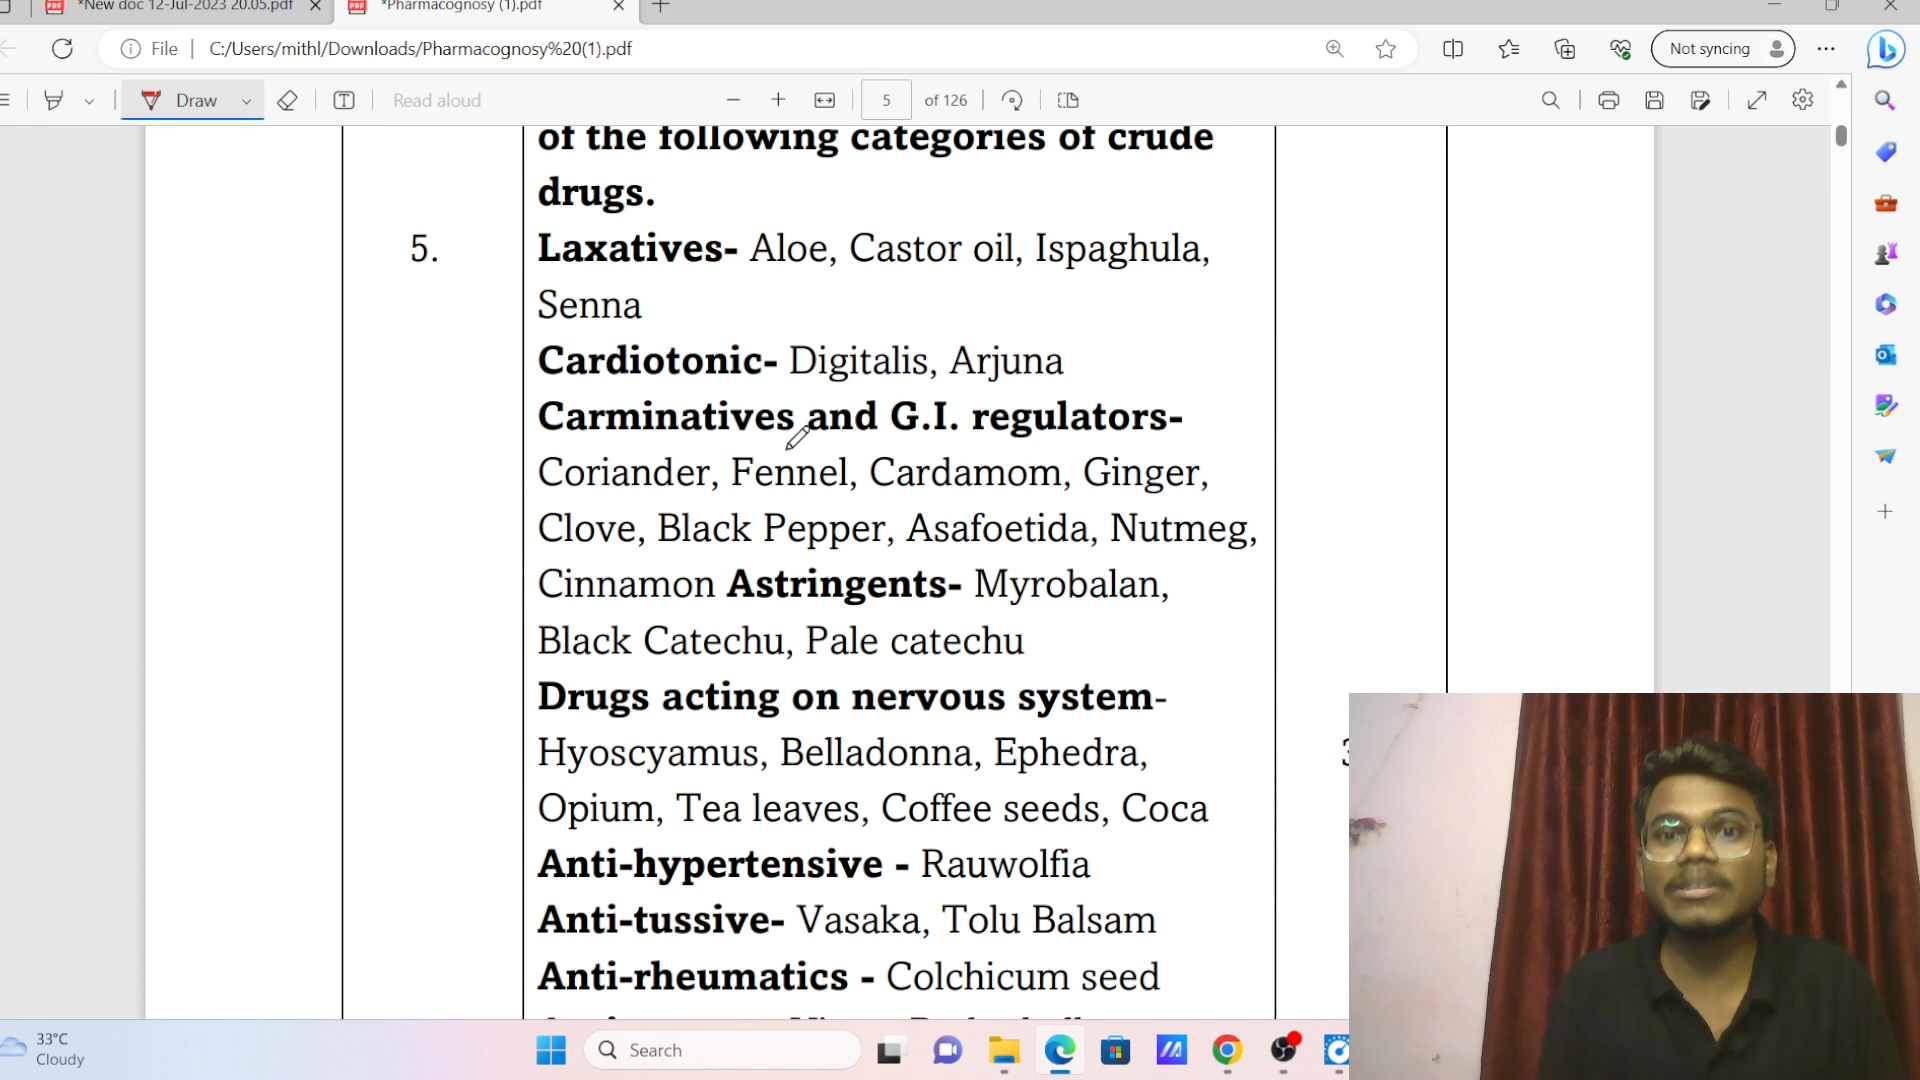 *New doc 12-Jul-2023 20.05.pdf
*Pharmacognosy (1).pdf
File
C:/Users/mithl/Downloads/Pharmacognosy%20(1).pdf
Not syncing
Draw
Read aloud
5
of 126
of the following categories of crude
drugs.
5.
Laxatives- Aloe, Castor oil, Ispaghula,
Senna
Cardiotonic- Digitalis, Arjuna
Carminatives and G.I. regulators-
Coriander, Fennel, Cardamom, Ginger,
Clove, Black Pepper, Asafoetida, Nutmeg,
Cinnamon Astringents- Myrobalan,
Black Catechu, Pale catechu
Drugs acting on nervous system-
Hyoscyamus, Belladonna, Ephedra,
Opium, Tea leaves, Coffee seeds, Coca
Anti-hypertensive - Rauwolfia
Anti-tussive- Vasaka, Tolu Balsam
Anti-rheumatics - Colchicum seed
33°C
Cloudy
Search